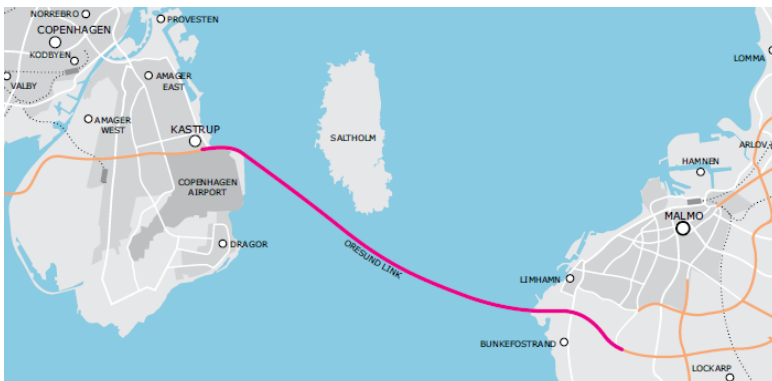 NORREBRO
PROVESTEN
COPENHAGEN
KODBYEN
VALBY
AMAGER
EAST
AMAGER
WEST
KASTRUP
COPENHAGEN
AIRPORT
DRAGOR
SALTHOLM
ORESUND LINK
LOMMA
ARLOV
HAMNEN
MALMO
LIMHAMN
BUNKEFOSTRAND
LOCKARP